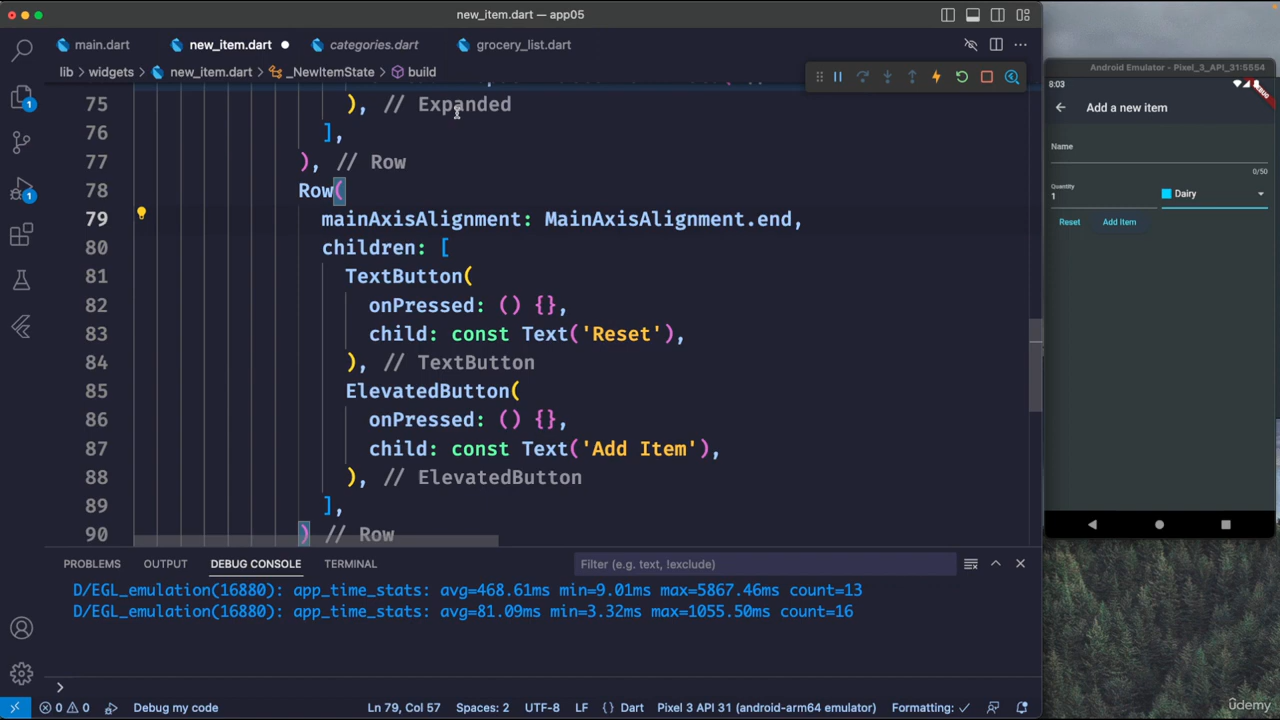 new_item.dart — app05
main.dart
new_item.dart
categories.dart
grocery_list.dart
lib > widgets > new_item.dart > _NewItemState > build
75 ), // Expanded
76 ],
77 ), // Row
78 Row(
79 mainAxisAlignment: MainAxisAlignment.end,
80 children: [
81 TextButton(
82 onPressed: () {},
83 child: const Text('Reset'),
84 ), // TextButton
85 ElevatedButton(
86 onPressed: () {},
87 child: const Text('Add Item'),
88 ), // ElevatedButton
89 ],
90 ) // Row
PROBLEMS OUTPUT DEBUG CONSOLE TERMINAL
Filter (e.g. text, !exclude)
D/EGL_emulation(16880): app_time_stats: avg=468.61ms min=9.01ms max=5867.46ms count=13
D/EGL_emulation(16880): app_time_stats: avg=81.09ms min=3.32ms max=1055.50ms count=16
0 0 Debug my code Ln 79, Col 57 Spaces: 2 UTF-8 LF {} Dart Pixel 3 API 31 (android-arm64 emulator) Formatting: ✓
1
1
Android Emulator - Pixel_3_API_31:5554
8:03
DEBUG
Add a new item
Name
0/50
Quantity
1
Dairy
Reset Add Item
ûdemy